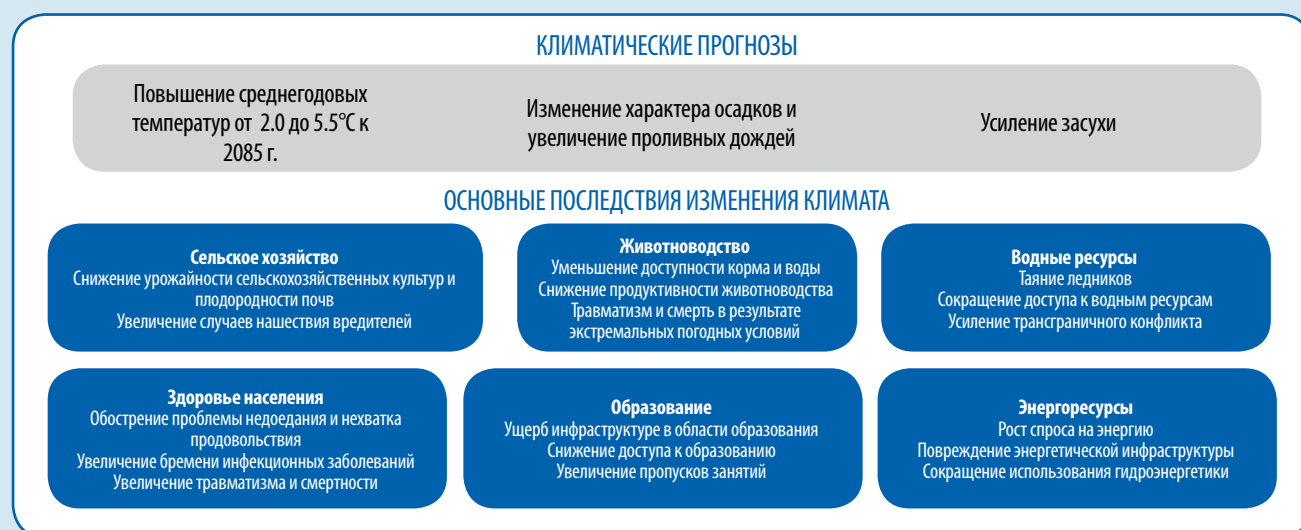 КЛИМАТИЧЕСКИЕ ПРОГНОЗЫ
Повышение среднегодовых
температур от 2.0 до 5.5°C к
2085 г.
Изменение характера осадков и
увеличение проливных дождей
Усиление засухи
ОСНОВНЫЕ ПОСЛЕДСТВИЯ ИЗМЕНЕНИЯ КЛИМАТА
Сельское хозяйство
Снижение урожайности сельскохозяйственных культур и
плодородности почв
Увеличение случаев нашествия вредителей
Животноводство
Уменьшение доступности корма и воды
Снижение продуктивности животноводства
Травматизм и смерть в результате
экстремальных погодных условий
Водные ресурсы
Таяние ледников
Сокращение доступа к водным ресурсам
Усиление трансграничного конфликта
Здоровье населения
Обострение проблемы недоедания и нехватка
продовольствия
Увеличение бремени инфекционных заболеваний
Увеличение травматизма и смертности
Образование
Ущерб инфраструктуре в области образования
Снижение доступа к образованию
Увеличение пропусков занятий
Энергоресурсы
Рост спроса на энергию
Повреждение энергетической инфраструктуры
Сокращение использования гидроэнергетики